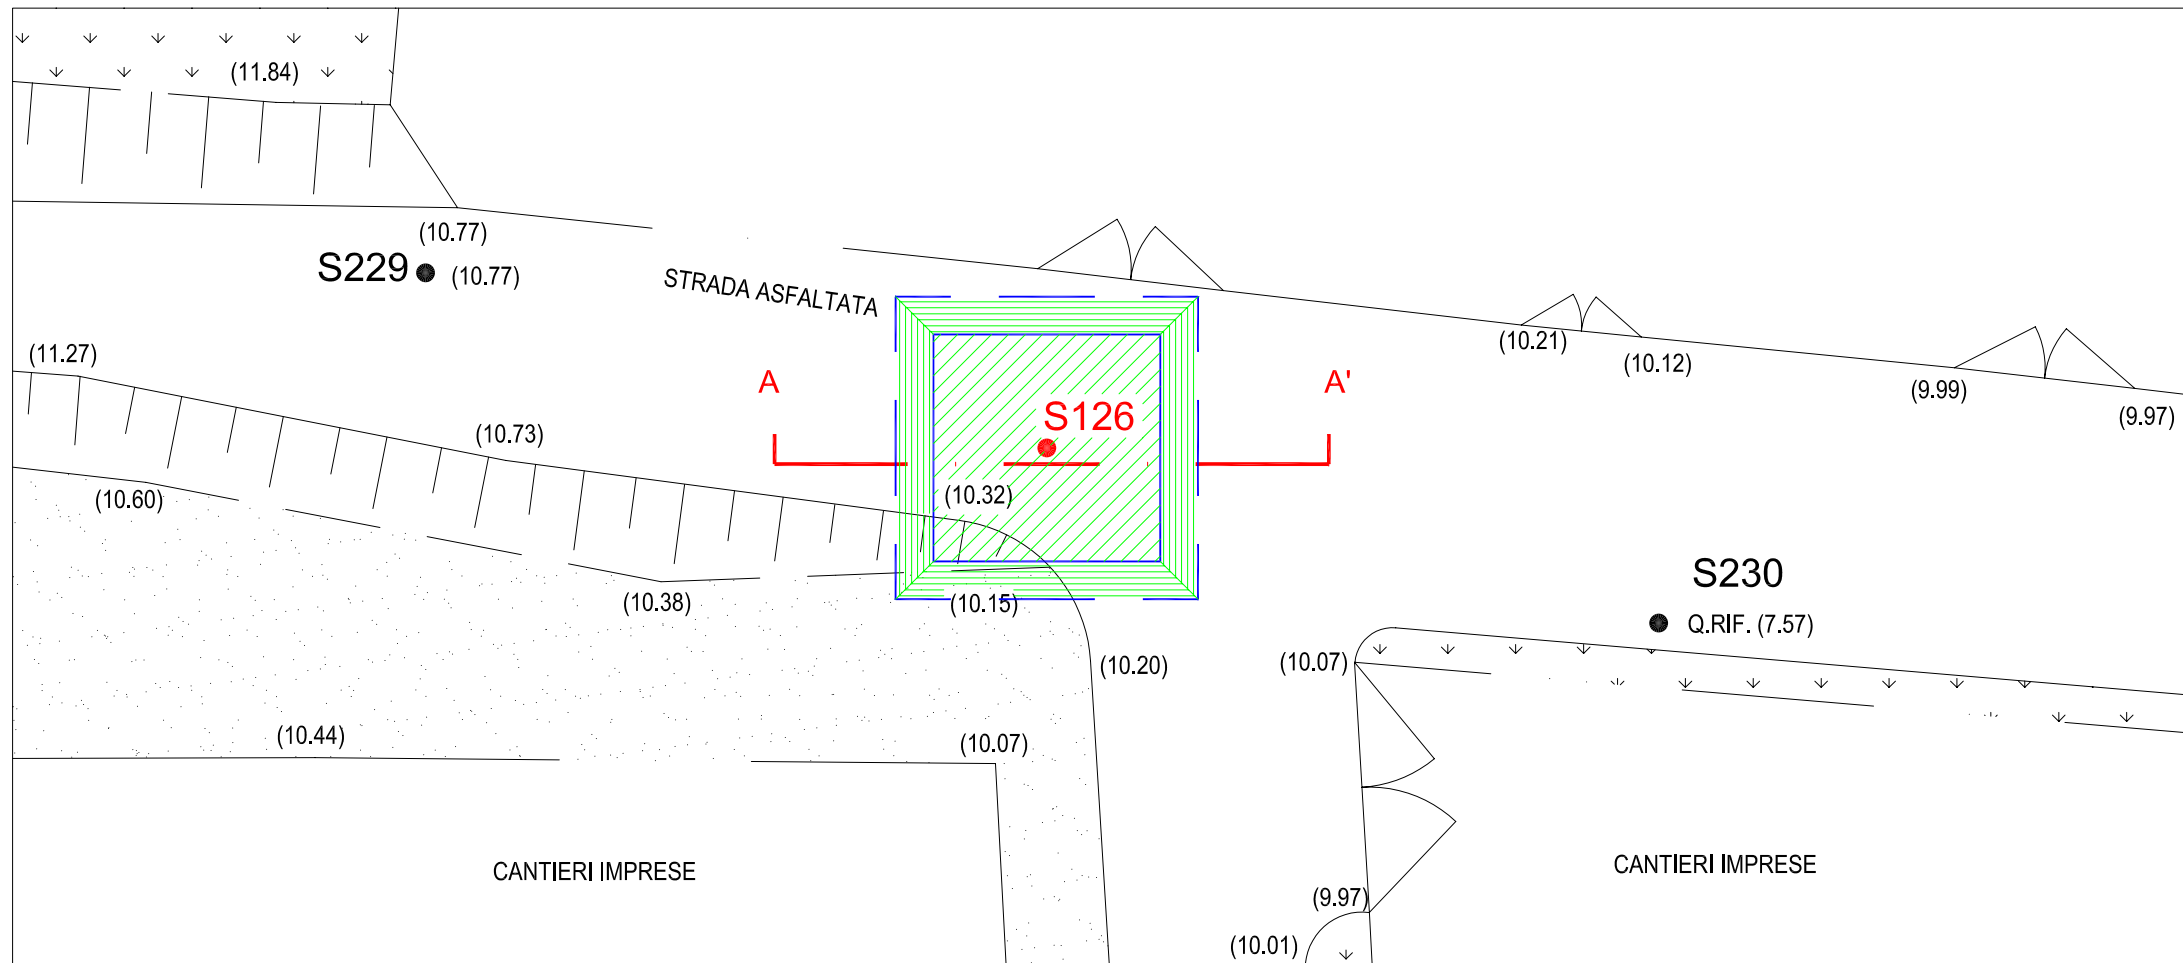 (11.84)
(10.77)
S229 (10.77)
STRADA ASFALTATA
(11.27)
(10.21)
(10.12)
(9.99)
(9.97)
A
A'
S126
(10.73)
(10.60)
(10.32)
(10.38)
(10.15)
S230
Q.RIF. (7.57)
(10.20)
(10.07)
(10.44)
(10.07)
CANTIERI IMPRESE
CANTIERI IMPRESE
(9.97)
(10.01)